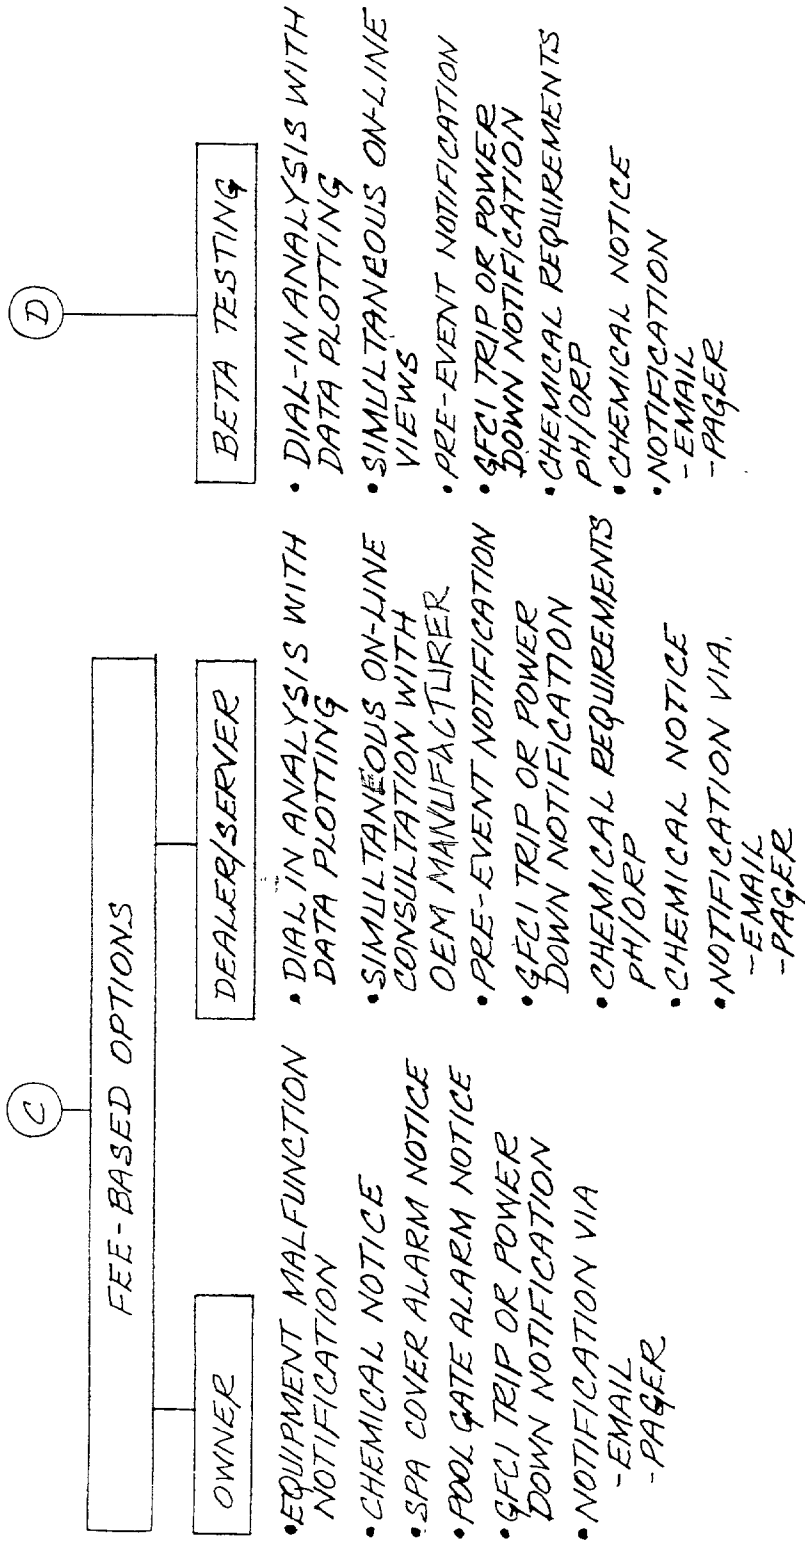 C
FEE-BASED OPTIONS
OWNER
• EQUIPMENT MALFUNCTION
NOTIFICATION
• CHEMICAL NOTICE
• SPA COVER ALARM NOTICE
• POOL GATE ALARM NOTICE
• GFCI TRIP OR POWER
DOWN NOTIFICATION
• NOTIFICATION VIA
- EMAIL
- PAGER
DEALER/SERVER
• DIAL IN ANALYSIS WITH
DATA PLOTTING
• SIMULTANEOUS ON-LINE
CONSULTATION WITH
OEM MANUFACTURER
• PRE-EVENT NOTIFICATION
• GFCI TRIP OR POWER
DOWN NOTIFICATION
• CHEMICAL REQUIREMENTS
PH/ORP
• CHEMICAL NOTICE
• NOTIFICATION VIA.
- EMAIL
- PAGER
D
BETA TESTING
• DIAL-IN ANALYSIS WITH
DATA PLOTTING
• SIMULTANEOUS ON-LINE
VIEWS
• PRE-EVENT NOTIFICATION
• GFCI TRIP OR POWER
DOWN NOTIFICATION
• CHEMICAL REQUIREMENTS
PH/ORP
• CHEMICAL NOTICE
• NOTIFICATION
- EMAIL
- PAGER